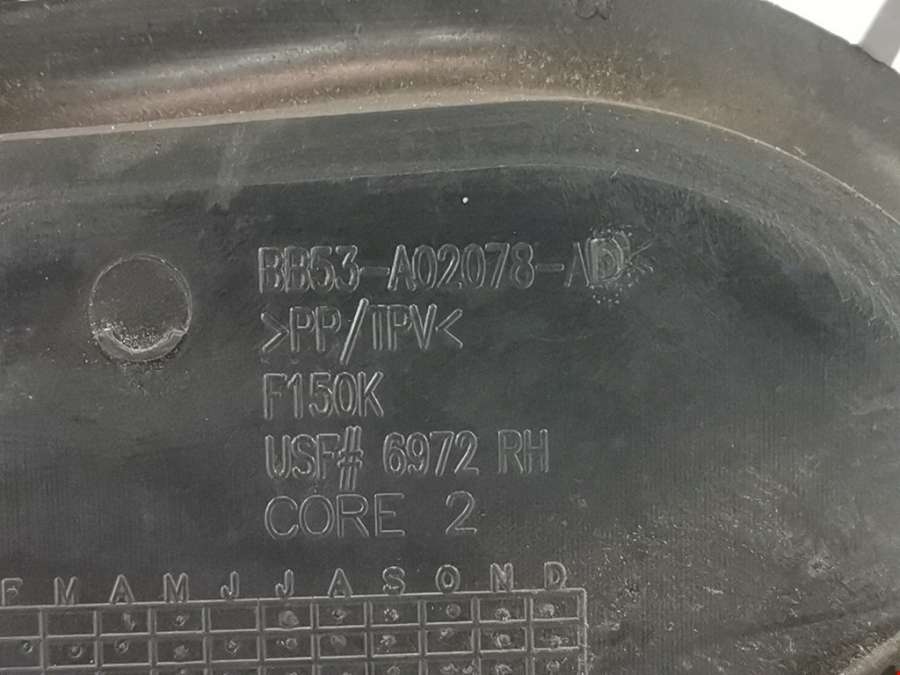 BB53-A02078-AD
>PP/TPV<
F150K
USF# 6972 RH
CORE 2
F M A M J J A S O N D